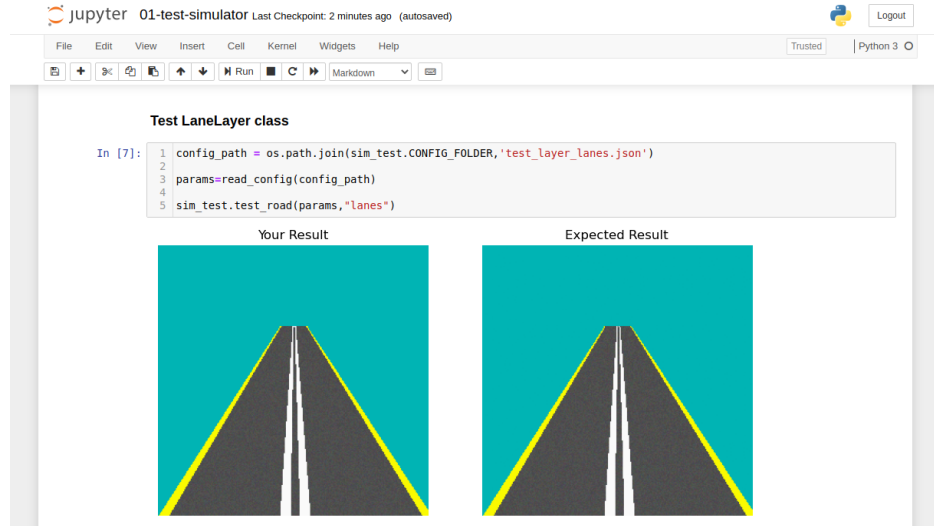 jupyter 01-test-simulator Last Checkpoint: 2 minutes ago (autosaved)
Logout
File Edit View Insert Cell Kernel Widgets Help
Trusted Python 3
Run Markdown
Test LaneLayer class
In [7]:
1 config_path = os.path.join(sim_test.CONFIG_FOLDER,'test_layer_lanes.json')
2
3 params=read_config(config_path)
4
5 sim_test.test_road(params,"lanes")
Your Result Expected Result